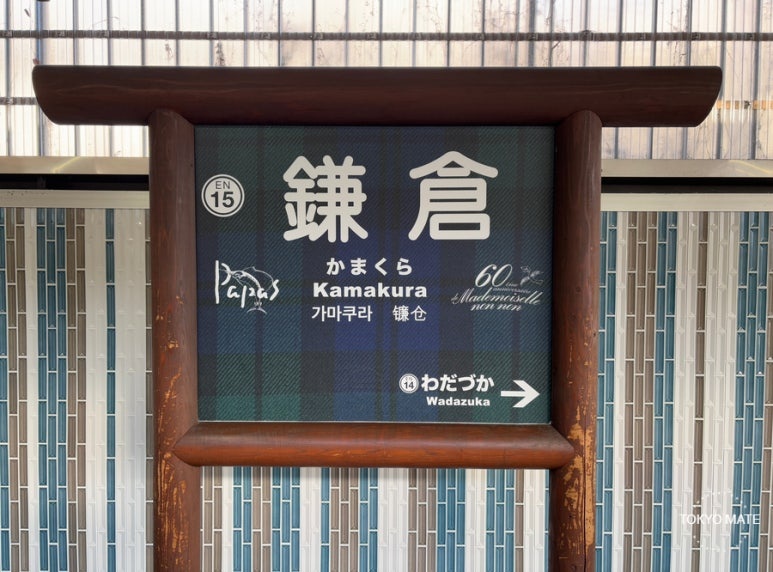 EN
15
鎌倉
かまくら
Kamakura
가마쿠라 镰仓
Papas
60
Mademoiselle
non non
14 わだづか
Wadazuka
TOKYO MATE